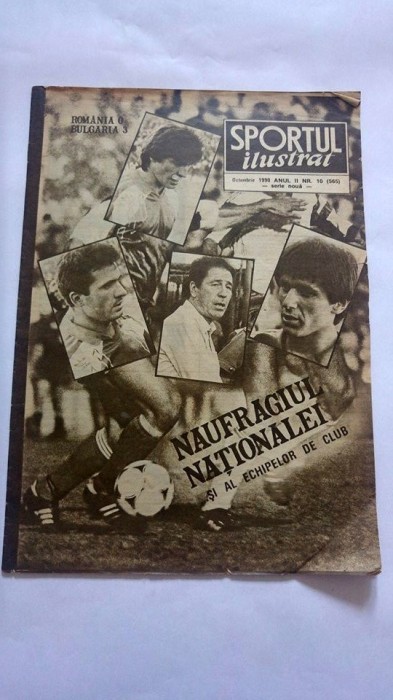 ROMÂNIA 0
BULGARIA 3
SPORTUL
ilustrat
Octombrie 1990 ANUL II NR. 10 (565)
— serie nouă —
NAUFRAGIUL
NAȚIONALEI
ȘI AL ECHIPELOR DE CLUB